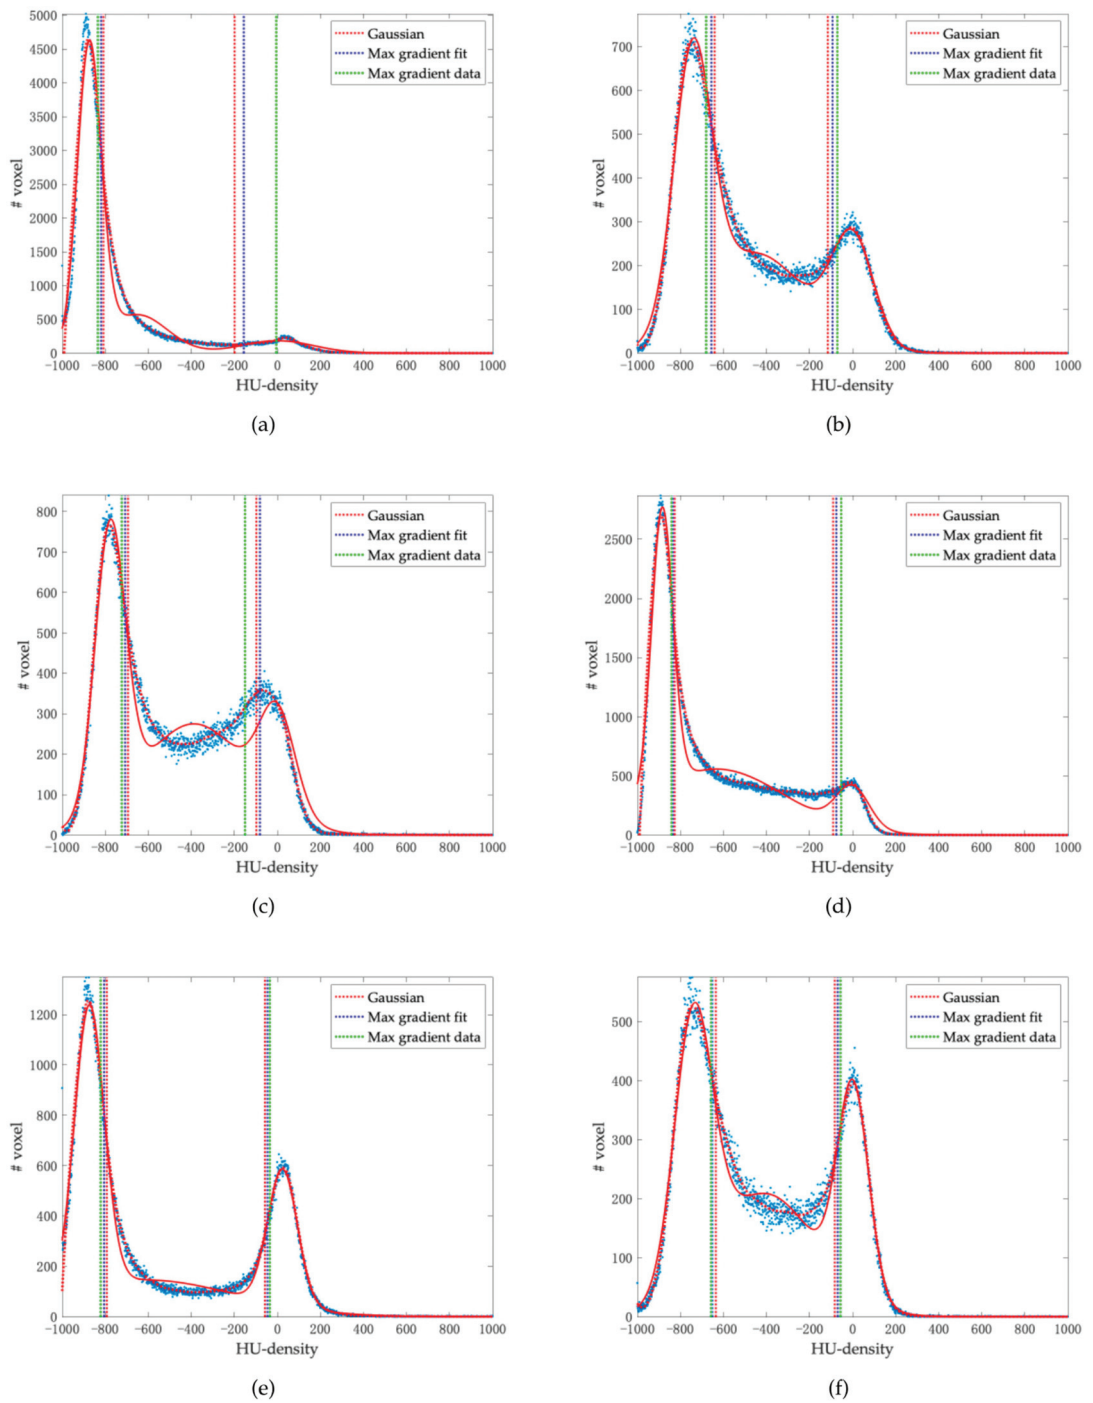 5000
4500
4000
3500
3000
2500
2000
1500
1000
500
0
# voxel
Gaussian
Max gradient fit
Max gradient data
−1000 −800 −600 −400 −200 0 200 400 600 800 1000
HU-density
(a)
700
600
500
400
300
200
100
0
# voxel
Gaussian
Max gradient fit
Max gradient data
−1000 −800 −600 −400 −200 0 200 400 600 800 1000
HU-density
(b)
800
700
600
500
400
300
200
100
0
# voxel
Gaussian
Max gradient fit
Max gradient data
−1000 −800 −600 −400 −200 0 200 400 600 800 1000
HU-density
(c)
2500
2000
1500
1000
500
0
# voxel
Gaussian
Max gradient fit
Max gradient data
−1000 −800 −600 −400 −200 0 200 400 600 800 1000
HU-density
(d)
1200
1000
800
600
400
200
0
# voxel
Gaussian
Max gradient fit
Max gradient data
−1000 −800 −600 −400 −200 0 200 400 600 800 1000
HU-density
(e)
500
400
300
200
100
0
# voxel
Gaussian
Max gradient fit
Max gradient data
−1000 −800 −600 −400 −200 0 200 400 600 800 1000
HU-density
(f)